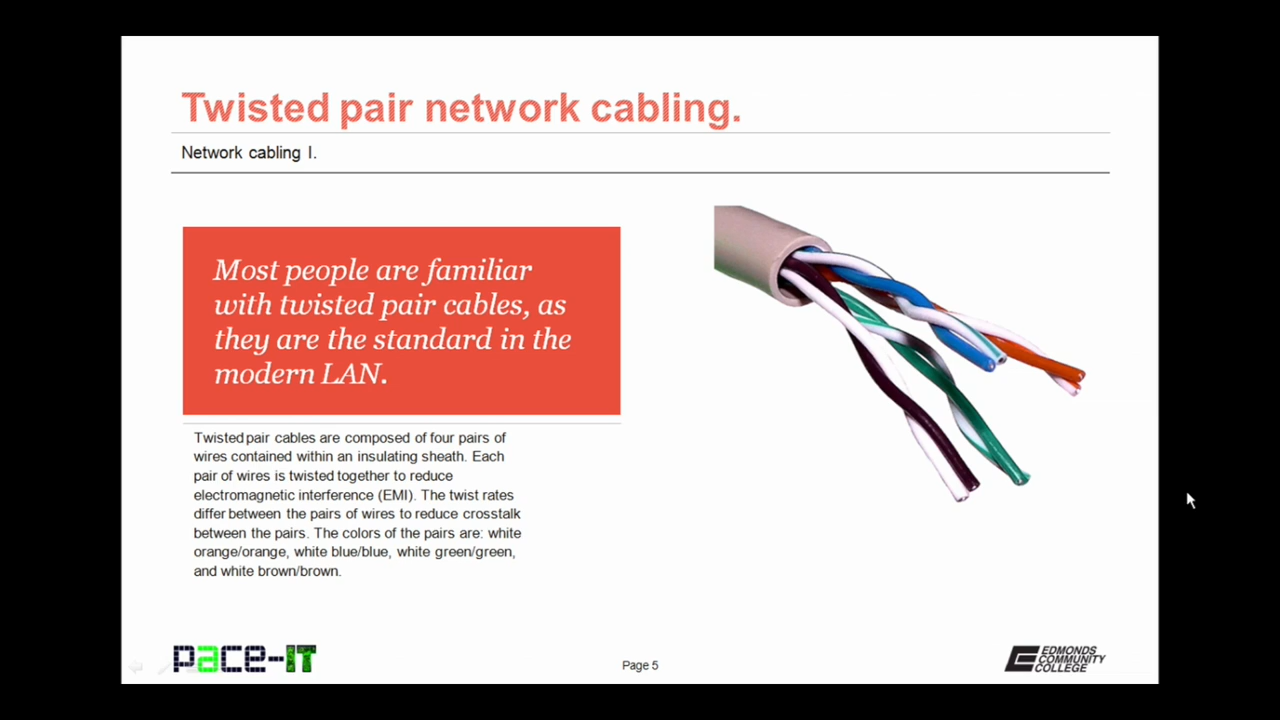 Twisted pair network cabling.
Network cabling I.
Most people are familiar
with twisted pair cables, as
they are the standard in the
modern LAN.
Twisted pair cables are composed of four pairs of
wires contained within an insulating sheath. Each
pair of wires is twisted together to reduce
electromagnetic interference (EMI). The twist rates
differ between the pairs of wires to reduce crosstalk
between the pairs. The colors of the pairs are: white
orange/orange, white blue/blue, white green/green,
and white brown/brown.
pace-IT
Page 5
EDMONDS
COMMUNITY
COLLEGE